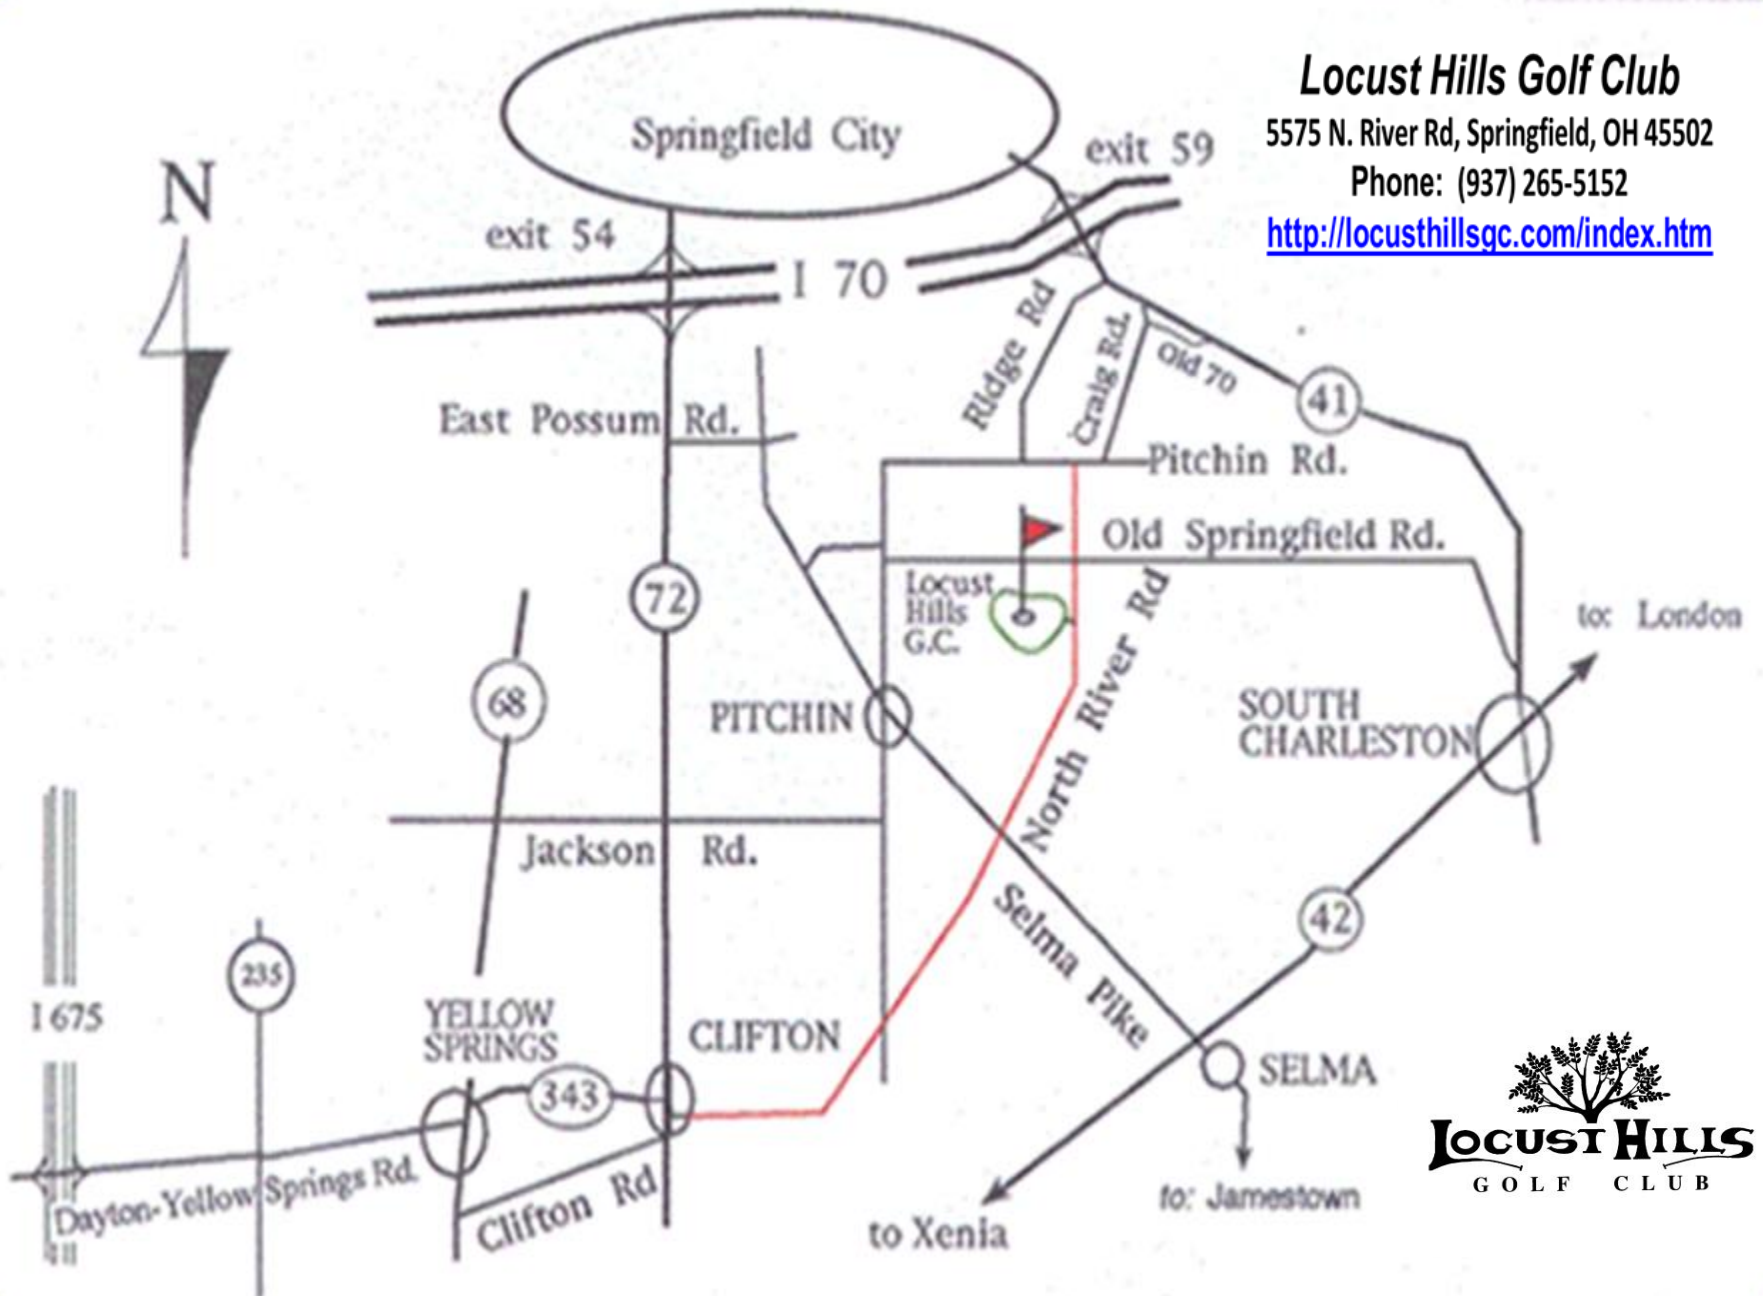 Locust Hills Golf Club
5575 N. River Rd, Springfield, OH 45502
Phone: (937) 265-5152
http://locusthillsgc.com/index.htm
Springfield City
exit 59
N
exit 54
I 70
Ridge Rd
Craig Rd.
Old 70
41
East Possum Rd.
Pitchin Rd.
Old Springfield Rd.
Locust
Hills
G.C.
72
North River Rd
to: London
68
PITCHIN
SOUTH
CHARLESTON
Jackson Rd.
Selma Pike
42
235
I 675
YELLOW
SPRINGS
CLIFTON
343
SELMA
Dayton-Yellow Springs Rd.
Clifton Rd
to Xenia
to: Jamestown
LOCUST HILLS
GOLF CLUB